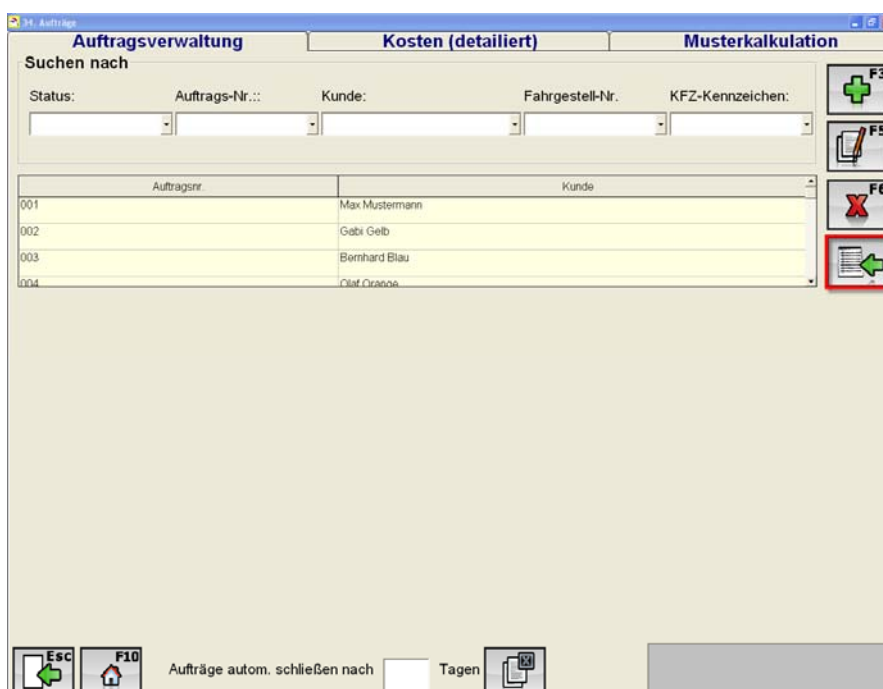 34. Aufträge
Auftragsverwaltung Kosten (detailiert) Musterkalkulation
Suchen nach
Status: Auftrags-Nr.:: Kunde: Fahrgestell-Nr. KFZ-Kennzeichen:
F3
F5
F6
Auftragsnr. Kunde
001 Max Mustermann
002 Gabi Gelb
003 Bernhard Blau
004 Olaf Orange
Esc F10
Aufträge autom. schließen nach Tagen